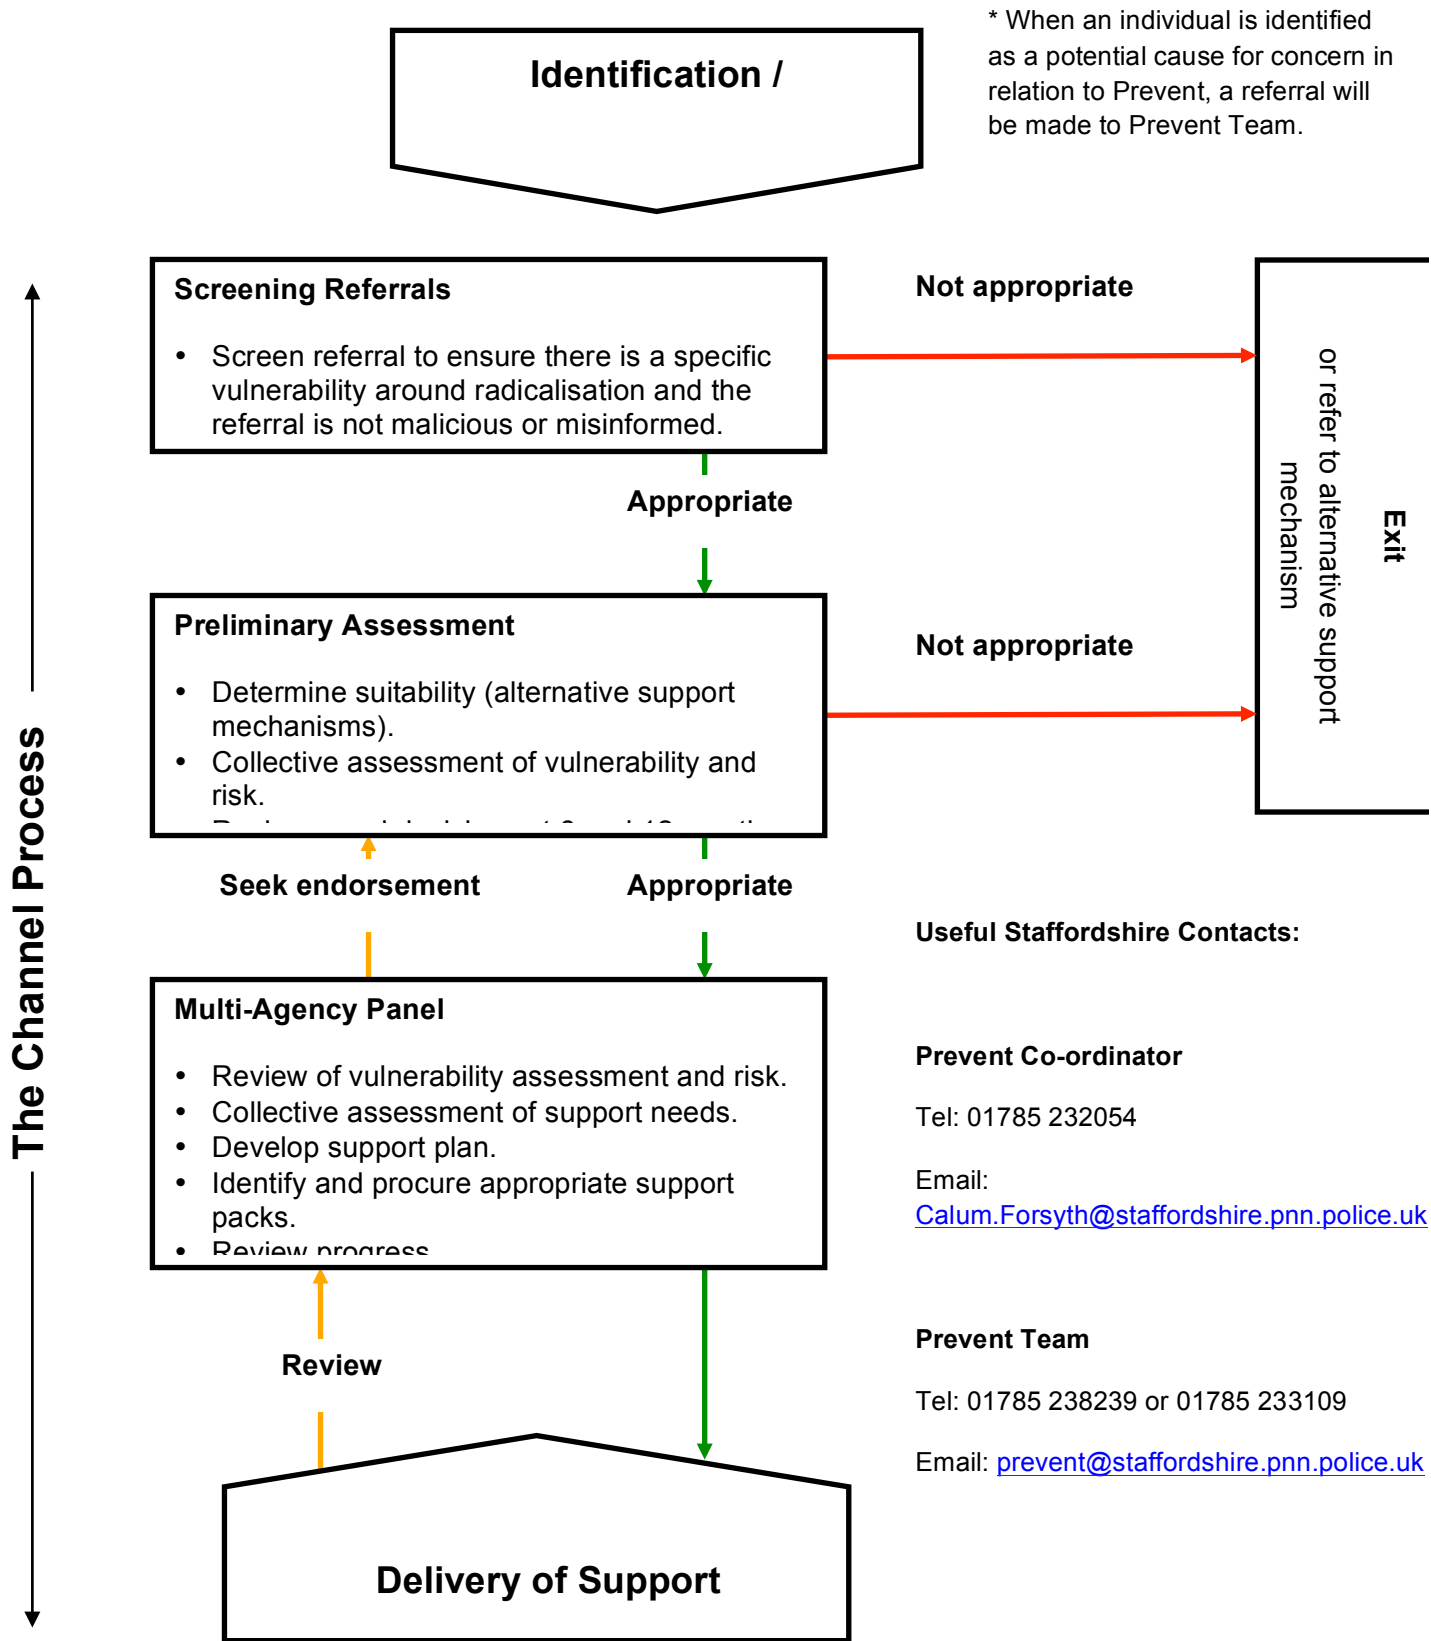 * When an individual is identified
as a potential cause for concern in
relation to Prevent, a referral will
be made to Prevent Team.
Identification /
The Channel Process
Screening Referrals
• Screen referral to ensure there is a specific
vulnerability around radicalisation and the
referral is not malicious or misinformed.
Not appropriate
Appropriate
Exit
or refer to alternative support
mechanism
Preliminary Assessment
• Determine suitability (alternative support
mechanisms).
• Collective assessment of vulnerability and
risk.
Not appropriate
Seek endorsement
Appropriate
Multi-Agency Panel
• Review of vulnerability assessment and risk.
• Collective assessment of support needs.
• Develop support plan.
• Identify and procure appropriate support
packs.
• Review progress
Review
Delivery of Support
Useful Staffordshire Contacts:
Prevent Co-ordinator
Tel: 01785 232054
Email:
Calum.Forsyth@staffordshire.pnn.police.uk
Prevent Team
Tel: 01785 238239 or 01785 233109
Email: prevent@staffordshire.pnn.police.uk